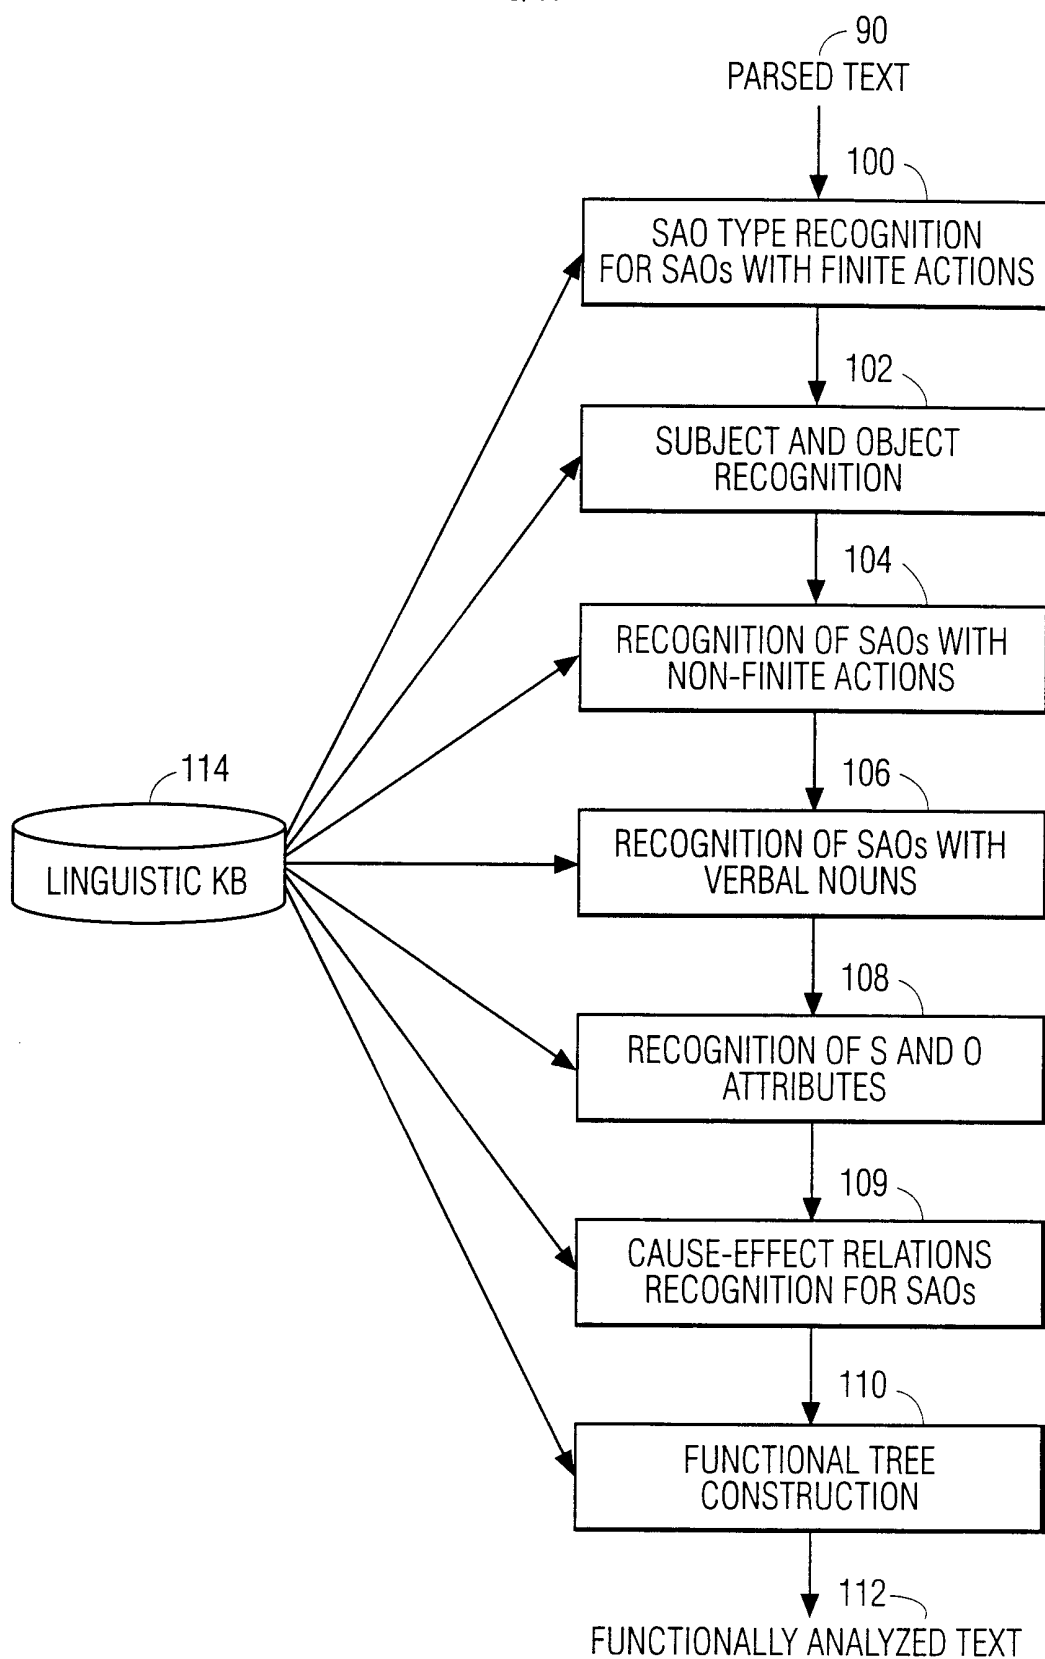 90
PARSED TEXT
100
SAO TYPE RECOGNITION
FOR SAOs WITH FINITE ACTIONS
102
SUBJECT AND OBJECT
RECOGNITION
104
RECOGNITION OF SAOs WITH
NON-FINITE ACTIONS
114
LINGUISTIC KB
106
RECOGNITION OF SAOs WITH
VERBAL NOUNS
108
RECOGNITION OF S AND O
ATTRIBUTES
109
CAUSE-EFFECT RELATIONS
RECOGNITION FOR SAOs
110
FUNCTIONAL TREE
CONSTRUCTION
112
FUNCTIONALLY ANALYZED TEXT